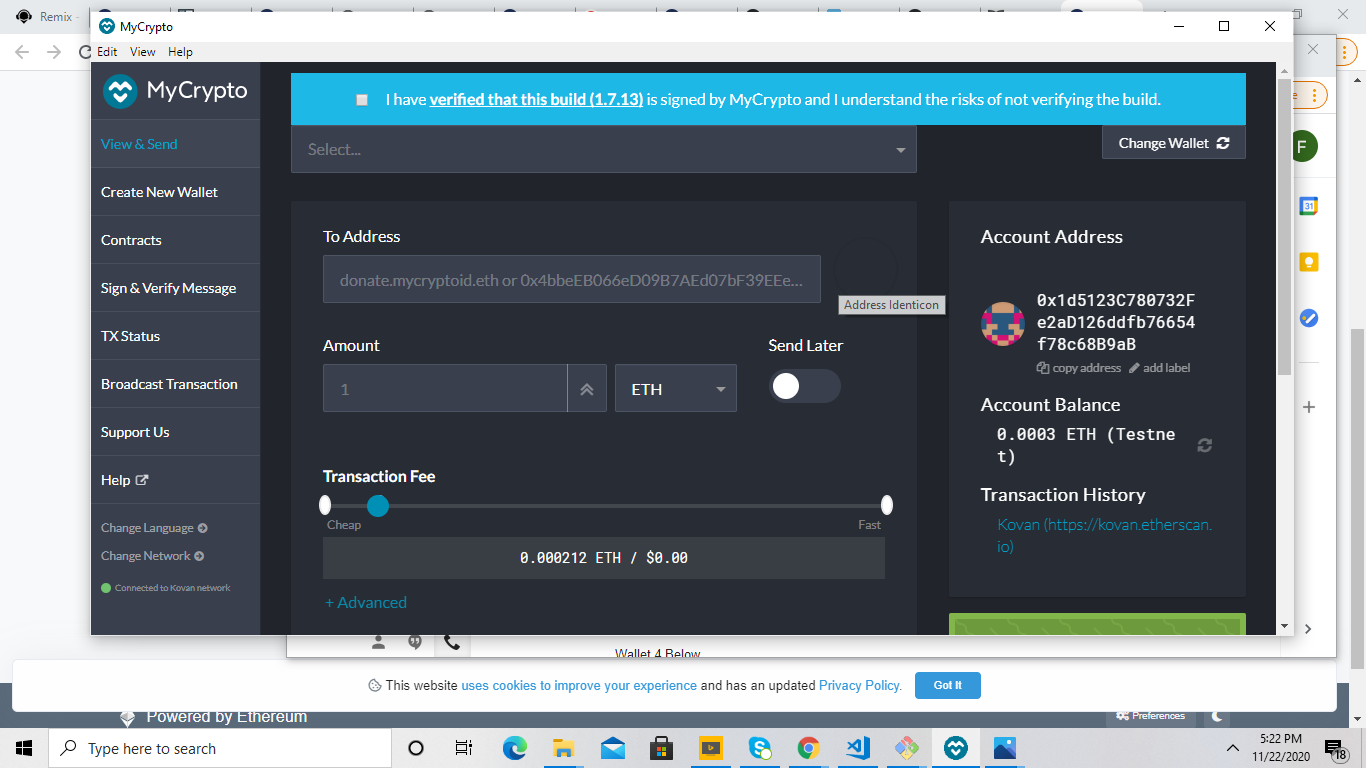 Remix
MyCrypto
Edit View Help
MyCrypto
I have verified that this build (1.7.13) is signed by MyCrypto and I understand the risks of not verifying the build.
View & Send
Create New Wallet
Contracts
Sign & Verify Message
TX Status
Broadcast Transaction
Support Us
Help
Change Language
Change Network
Connected to Kovan network
Select...
Change Wallet
To Address
donate.mycryptoid.eth or 0x4bbeEB066eD09B7AEd07bF39EEe...
Address Identicon
Amount
Send Later
1
ETH
Transaction Fee
Cheap
Fast
0.000212 ETH / $0.00
+ Advanced
Account Address
0x1d5123C780732F
e2aD126ddfb76654
f78c68B9aB
copy address add label
Account Balance
0.0003 ETH (Testne
t)
Transaction History
Kovan (https://kovan.etherscan.
io)
F
31
Wallet 4 Below
This website uses cookies to improve your experience and has an updated Privacy Policy.
Got It
Powered by Ethereum
Preferences
Type here to search
5:22 PM
11/22/2020
18